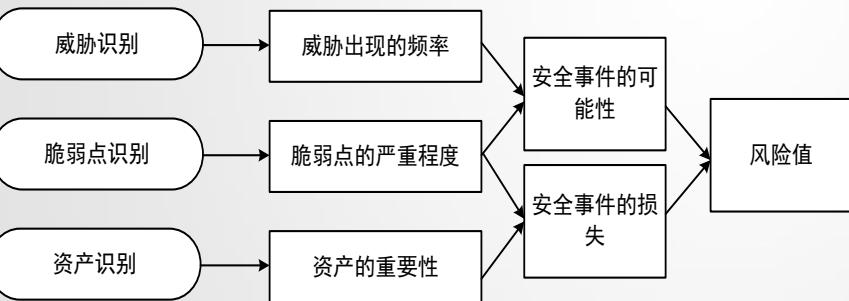 威胁识别
威胁出现的频率
安全事件的可
能性
脆弱点识别
脆弱点的严重程度
风险值
安全事件的损
失
资产识别
资产的重要性